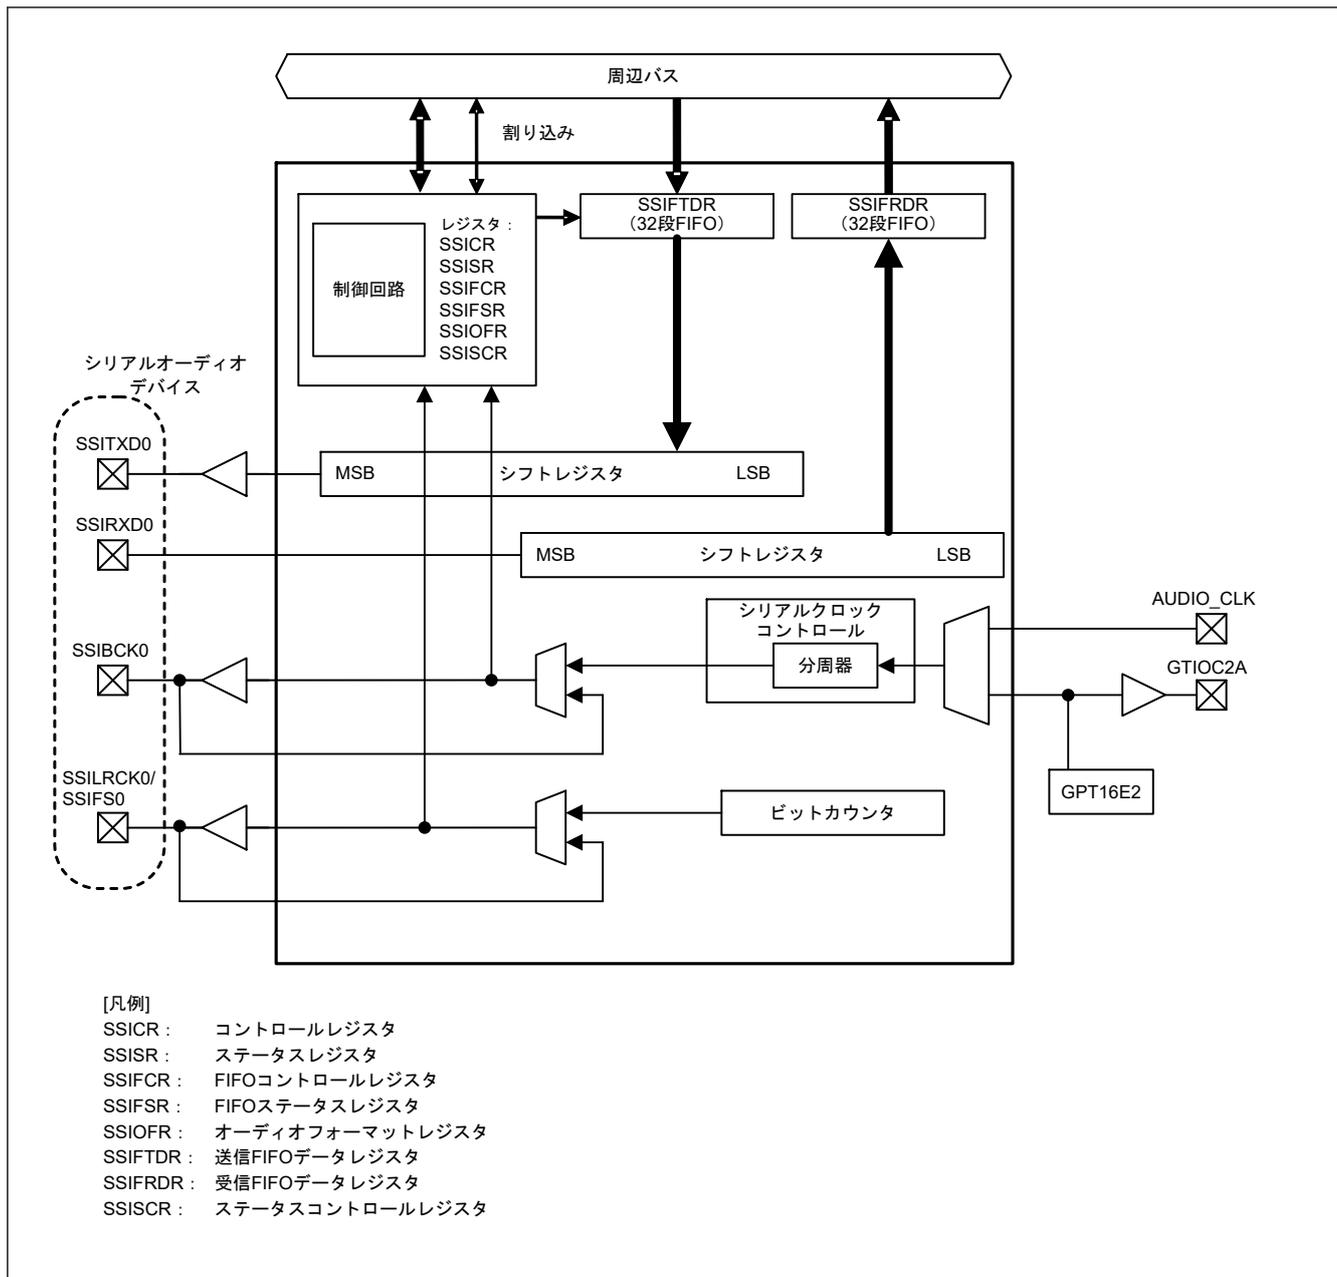 周辺バス
割り込み
SSIFTDR
(32段FIFO)
SSIFRDR
(32段FIFO)
レジスタ:
SSICR
SSISR
SSIFCR
SSIFSR
SSIOFR
SSISCR
制御回路
シリアルオーディオ
デバイス
SSITXD0
MSB シフトレジスタ LSB
SSIRXD0
MSB シフトレジスタ LSB
シリアルクロック
コントロール
分周器
AUDIO_CLK
SSIBCK0
GTIOC2A
SSILRCK0/
SSIFS0
GPT16E2
ビットカウンタ
[凡例]
SSICR: コントロールレジスタ
SSISR: ステータスレジスタ
SSIFCR: FIFOコントロールレジスタ
SSIFSR: FIFOステータスレジスタ
SSIOFR: オーディオフォーマットレジスタ
SSIFTDR: 送信FIFOデータレジスタ
SSIFRDR: 受信FIFOデータレジスタ
SSISCR: ステータスコントロールレジスタ